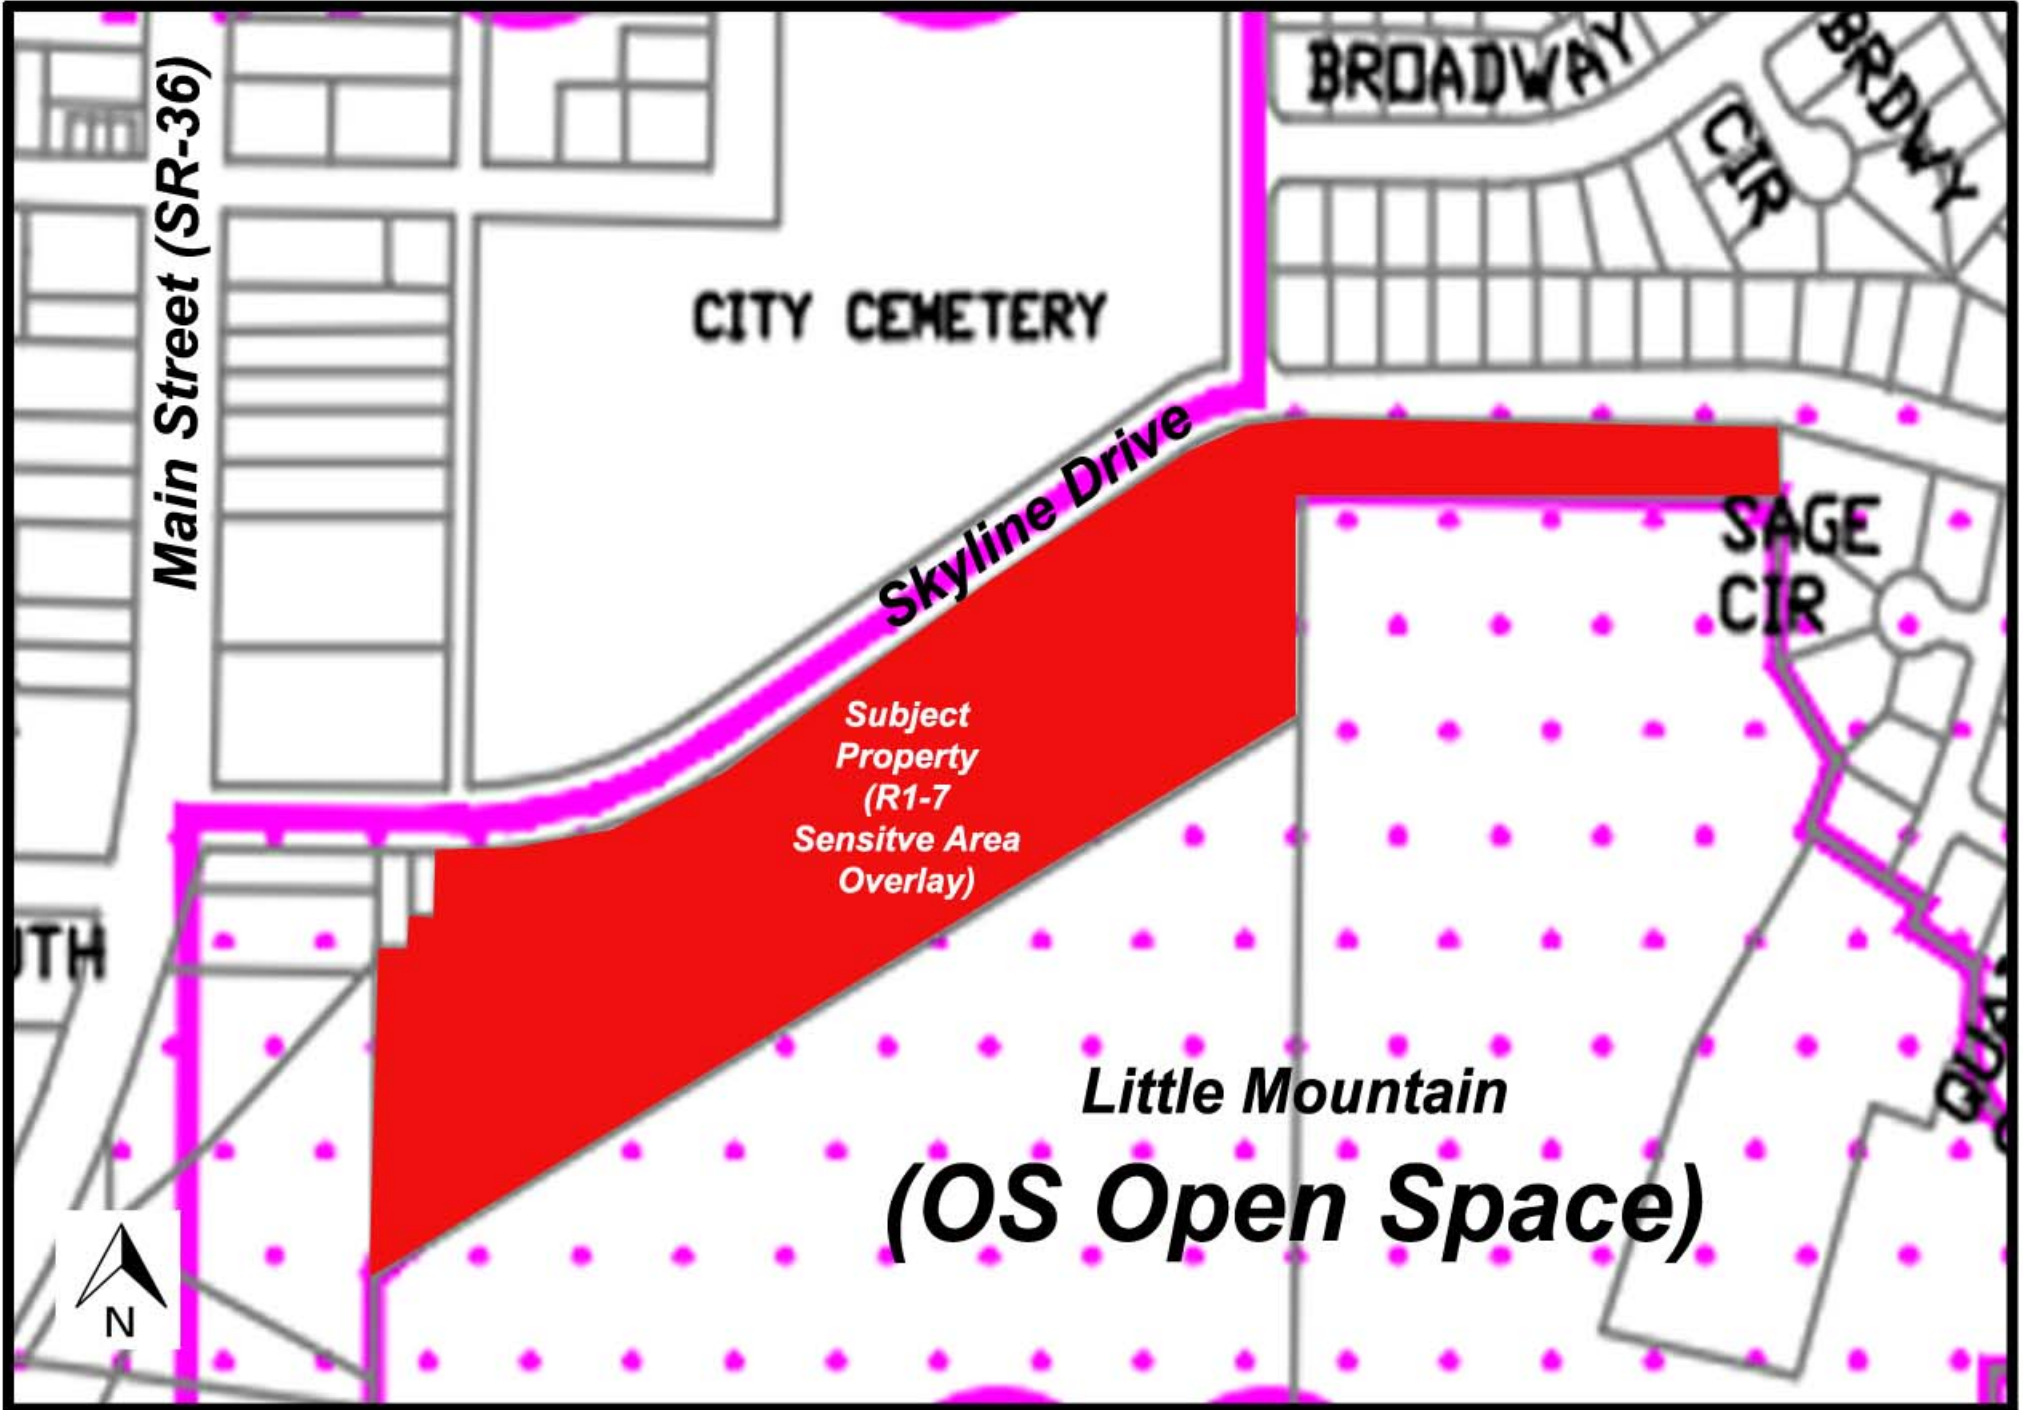 BROADWAY
BRDWY
CIR
Main Street (SR-36)
CITY CEMETERY
Skyline Drive
SAGE
CIR
Subject
Property
(R1-7
Sensitve Area
Overlay)
UTH
Little Mountain
(OS Open Space)
N